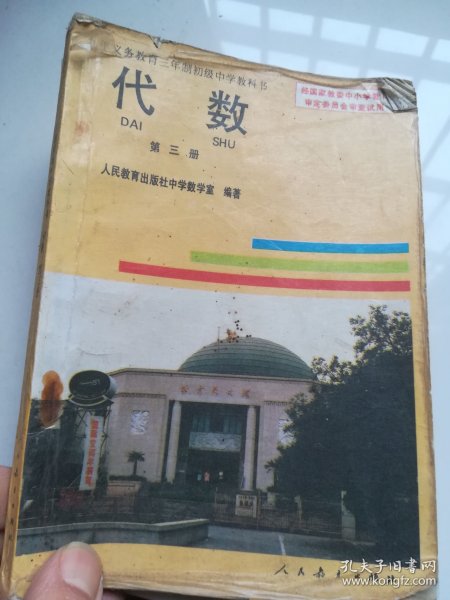 义务教育三年制初级中学教科书
经国家教委中小学教
审定委员会审查试用
代数
DAI SHU
第三册
人民教育出版社中学数学室 编著
北京天文馆
人民教
孔夫子旧书网
www.kongfz.com